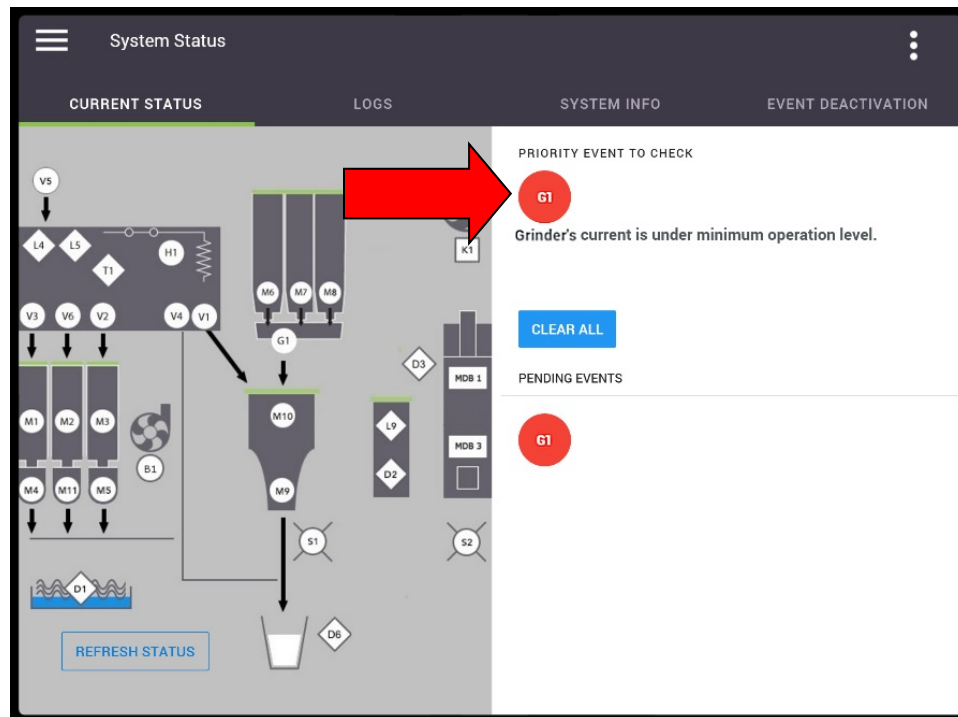 System Status
CURRENT STATUS LOGS SYSTEM INFO EVENT DEACTIVATION
PRIORITY EVENT TO CHECK
G1
Grinder's current is under minimum operation level.
CLEAR ALL
PENDING EVENTS
G1
V5
L4 L5
T1
H1
K1
V3 V6 V2 V4 V1
M6 M7 M8
G1
D3
MDB 1
M1 M2 M3
M10
L9
MDB 3
B1
D2
M4 M11 M5
M9
S1
S2
D1
D6
REFRESH STATUS